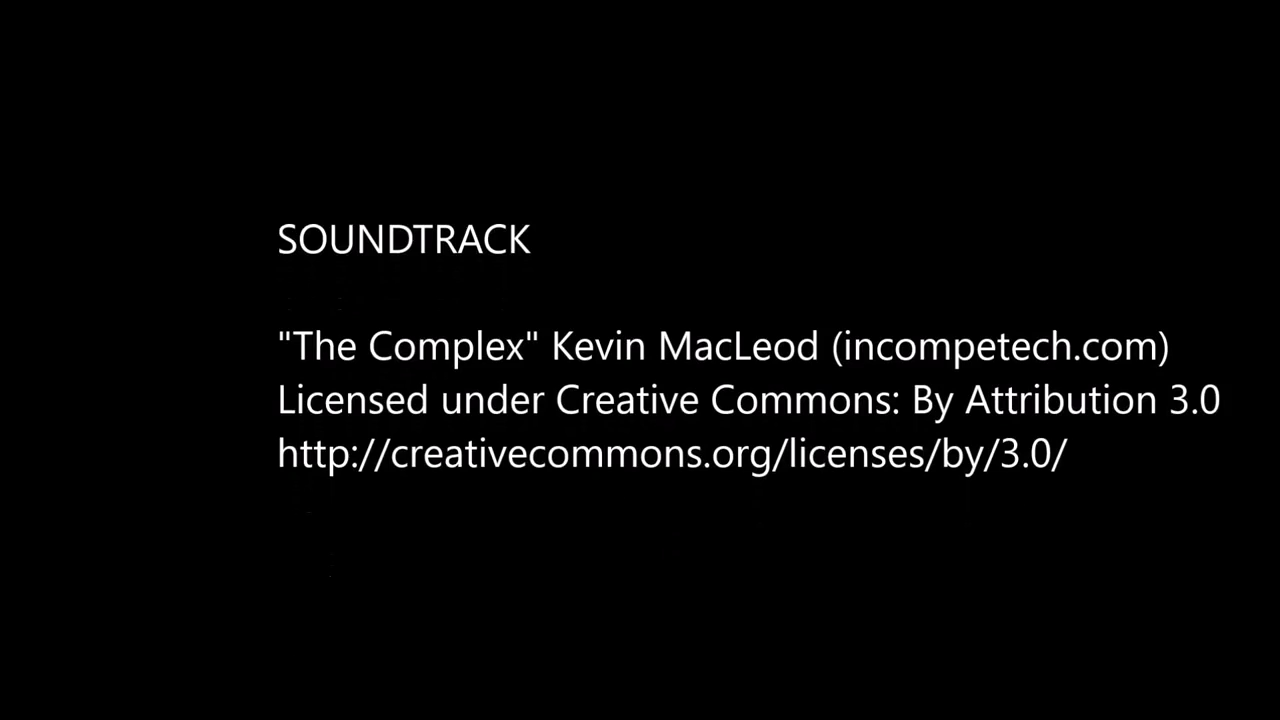 SOUNDTRACK
"The Complex" Kevin MacLeod (incompetech.com)
Licensed under Creative Commons: By Attribution 3.0
http://creativecommons.org/licenses/by/3.0/